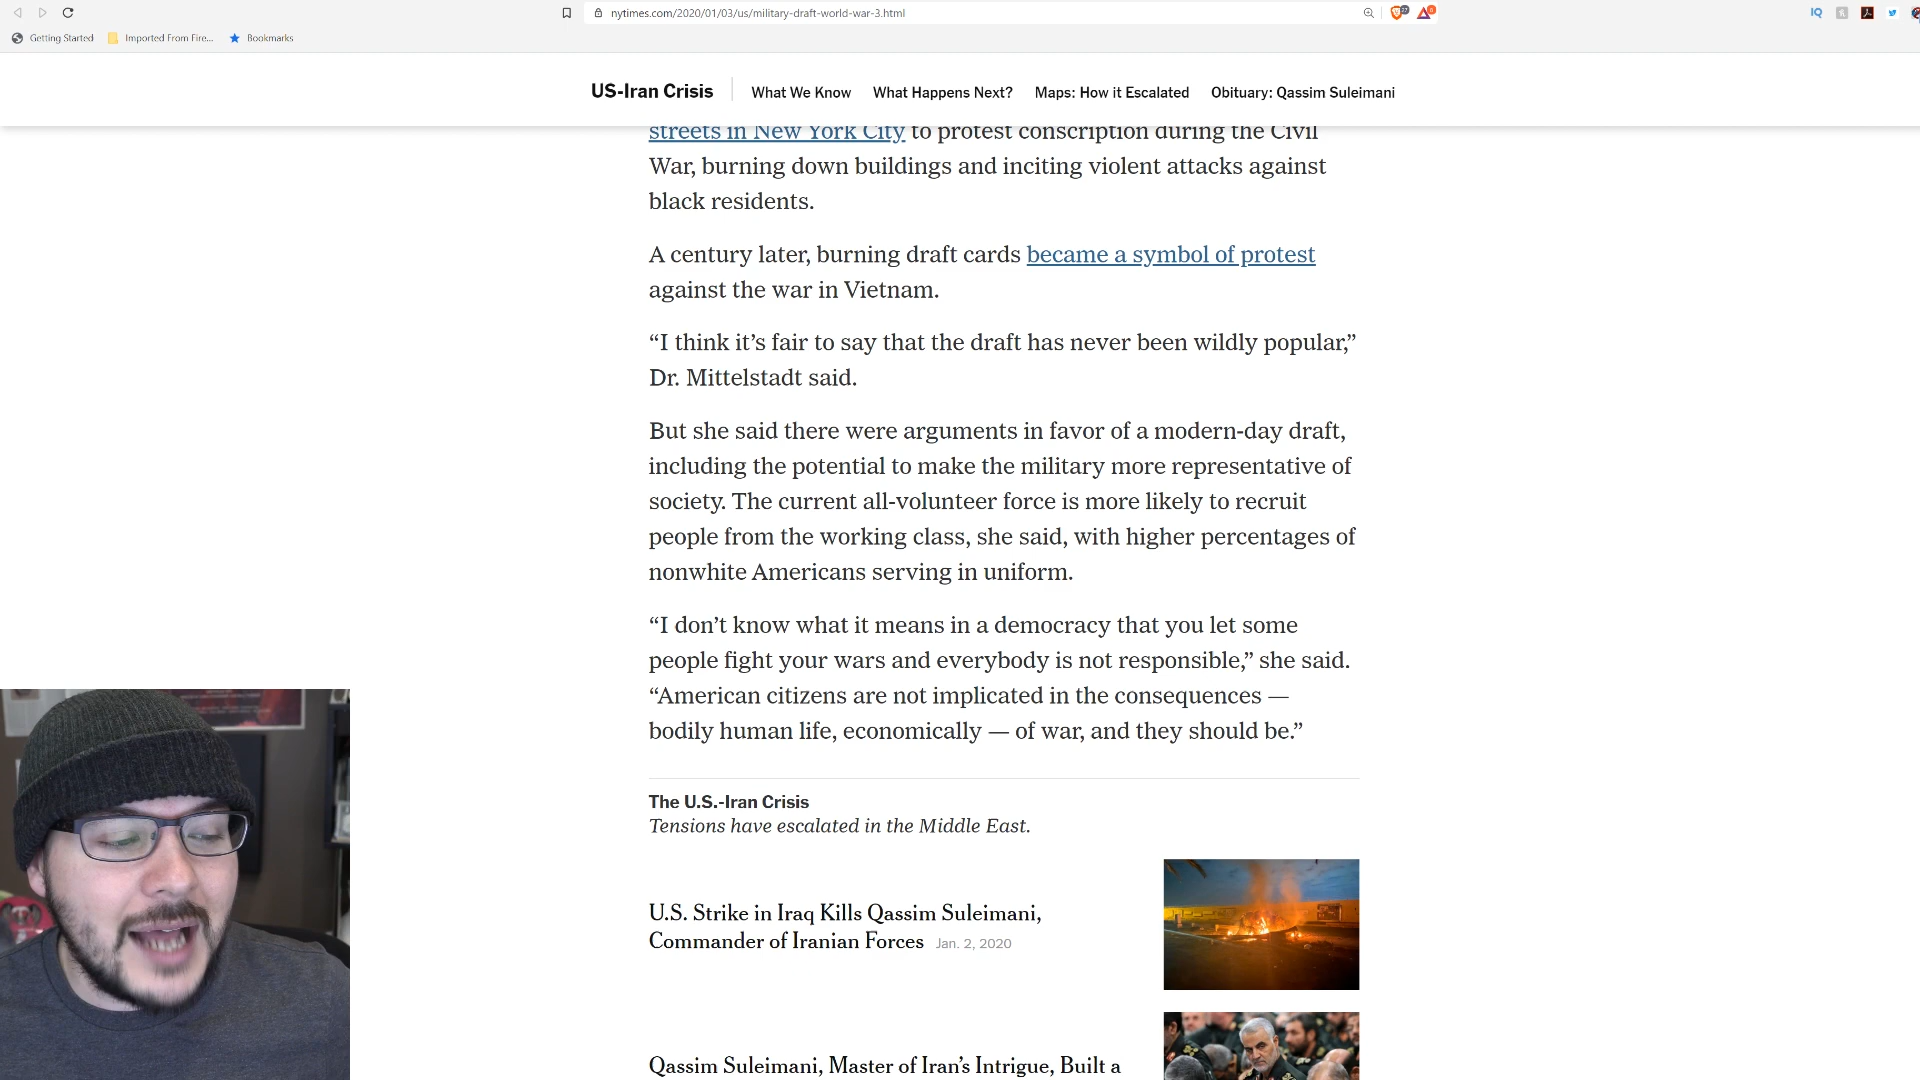 nytimes.com/2020/01/03/us/military-draft-world-war-3.html
Getting Started
Imported From Fire...
Bookmarks
US-Iran Crisis
What We Know
What Happens Next?
Maps: How it Escalated
Obituary: Qassim Suleimani
streets in New York City to protest conscription during the Civil
War, burning down buildings and inciting violent attacks against
black residents.
A century later, burning draft cards became a symbol of protest
against the war in Vietnam.
“I think it’s fair to say that the draft has never been wildly popular,”
Dr. Mittelstadt said.
But she said there were arguments in favor of a modern-day draft,
including the potential to make the military more representative of
society. The current all-volunteer force is more likely to recruit
people from the working class, she said, with higher percentages of
nonwhite Americans serving in uniform.
“I don’t know what it means in a democracy that you let some
people fight your wars and everybody is not responsible,” she said.
“American citizens are not implicated in the consequences —
bodily human life, economically — of war, and they should be.”
The U.S.-Iran Crisis
Tensions have escalated in the Middle East.
U.S. Strike in Iraq Kills Qassim Suleimani,
Commander of Iranian Forces Jan. 2, 2020
Qassim Suleimani, Master of Iran’s Intrigue, Built a